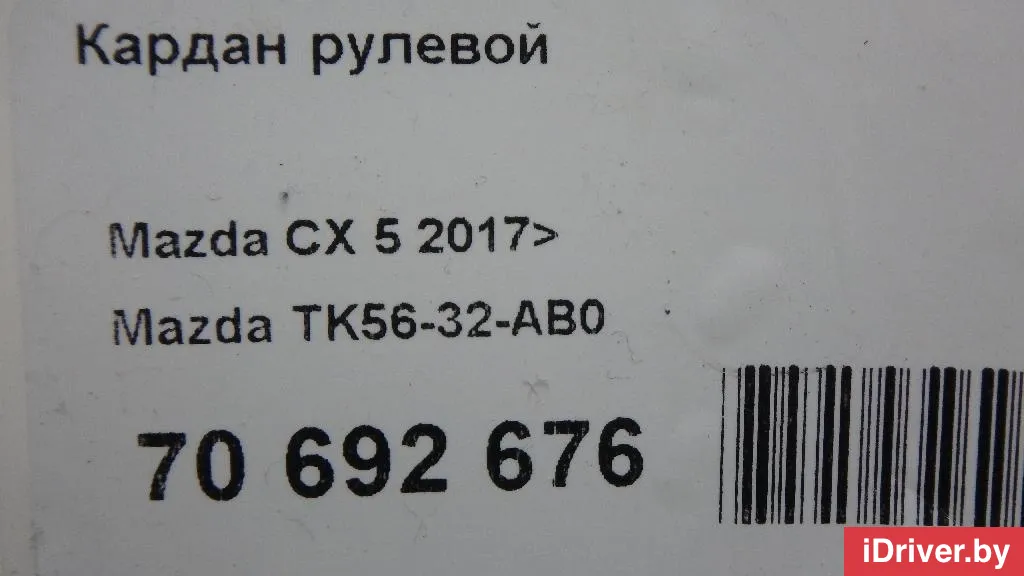 Кардан рулевой
Mazda CX 5 2017>
Mazda TK56-32-AB0
70 692 676
iDriver.by